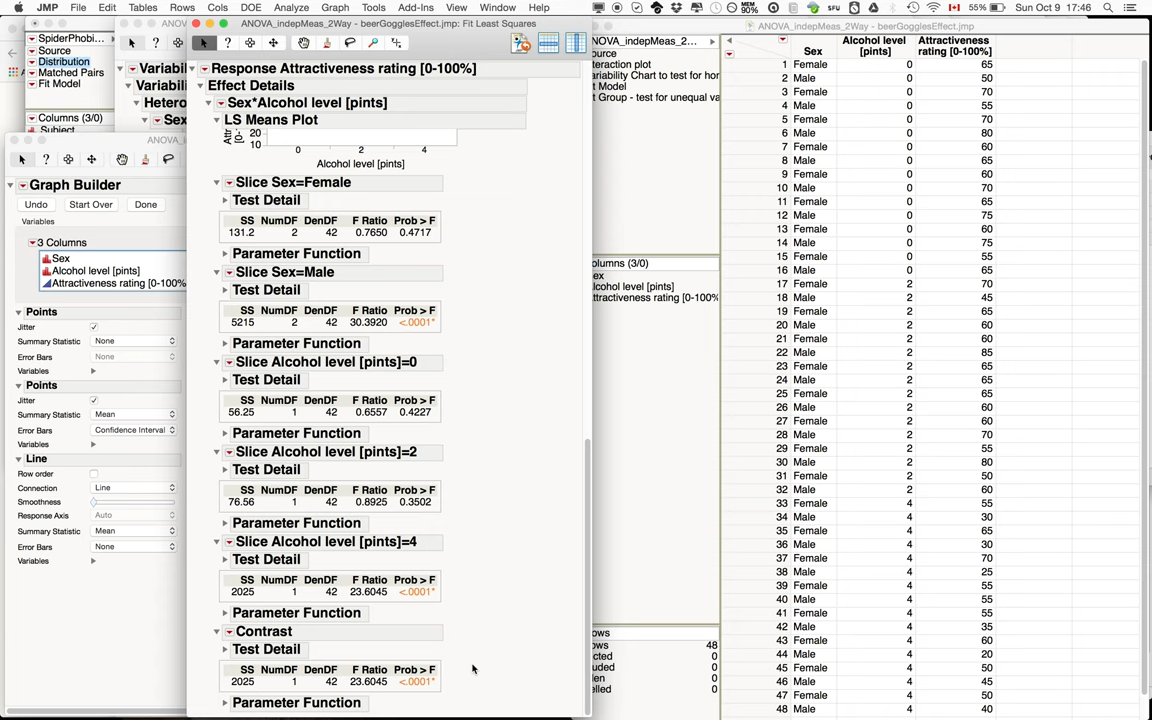 JMP File Edit Tables Rows Cols DOE Analyze Graph Tools Add-Ins View Window Help MEM 90% SFU 55% Sun Oct 9 17:46
ANOVA_indepMeas_2Way - beerGogglesEffect.jmp: Fit Least Squares
ANOVA_indepMeas_2Way - beerGogglesEffect.jmp
SpiderPhobi...
Source
Distribution
Matched Pairs
Fit Model
Columns (3/0)
Subject
Variabil
Variabili
Hetero
Sex
ANOVA_i
Graph Builder
Undo Start Over Done
Variables
3 Columns
Sex
Alcohol level [pints]
Attractiveness rating [0-100%
Points
Jitter
Summary Statistic None
Error Bars None
Variables
Points
Jitter
Summary Statistic Mean
Error Bars Confidence Interval
Variables
Line
Row order
Connection Line
Smoothness
Response Axis Auto
Summary Statistic Mean
Error Bars None
Variables
Response Attractiveness rating [0-100%]
Effect Details
Sex*Alcohol level [pints]
LS Means Plot
Attr
[0-
20
10
0 2 4
Alcohol level [pints]
Slice Sex=Female
Test Detail
SS NumDF DenDF F Ratio Prob > F
131.2 2 42 0.7650 0.4717
Parameter Function
Slice Sex=Male
Test Detail
SS NumDF DenDF F Ratio Prob > F
5215 2 42 30.3920 <.0001*
Parameter Function
Slice Alcohol level [pints]=0
Test Detail
SS NumDF DenDF F Ratio Prob > F
56.25 1 42 0.6557 0.4227
Parameter Function
Slice Alcohol level [pints]=2
Test Detail
SS NumDF DenDF F Ratio Prob > F
76.56 1 42 0.8925 0.3502
Parameter Function
Slice Alcohol level [pints]=4
Test Detail
SS NumDF DenDF F Ratio Prob > F
2025 1 42 23.6045 <.0001*
Parameter Function
Contrast
Test Detail
SS NumDF DenDF F Ratio Prob > F
2025 1 42 23.6045 <.0001*
Parameter Function
NOVA_indepMeas_2...
ource
teraction plot
ariability Chart to test for hor
t Model
t Group - test for unequal va
olumns (3/0)
ex
lcohol level [pints]
ttractiveness rating [0-100%
ows
ows 48
ected 0
uded 0
den 0
elled 0
Sex Alcohol level [pints] Attractiveness rating [0-100%]
1 Female 0 65
2 Male 0 50
3 Female 0 70
4 Male 0 55
5 Female 0 70
6 Male 0 80
7 Female 0 60
8 Male 0 65
9 Female 0 60
10 Male 0 70
11 Female 0 65
12 Male 0 75
13 Female 0 60
14 Male 0 75
15 Female 0 55
16 Male 0 65
17 Female 2 70
18 Male 2 45
19 Female 2 65
20 Male 2 60
21 Female 2 60
22 Male 2 85
23 Female 2 65
24 Male 2 65
25 Female 2 65
26 Male 2 60
27 Female 2 60
28 Male 2 70
29 Female 2 55
30 Male 2 80
31 Female 2 50
32 Male 2 60
33 Female 4 55
34 Male 4 30
35 Female 4 65
36 Male 4 30
37 Female 4 70
38 Male 4 25
39 Female 4 55
40 Male 4 55
41 Female 4 55
42 Male 4 35
43 Female 4 60
44 Male 4 20
45 Female 4 50
46 Male 4 45
47 Female 4 50
48 Male 4 40